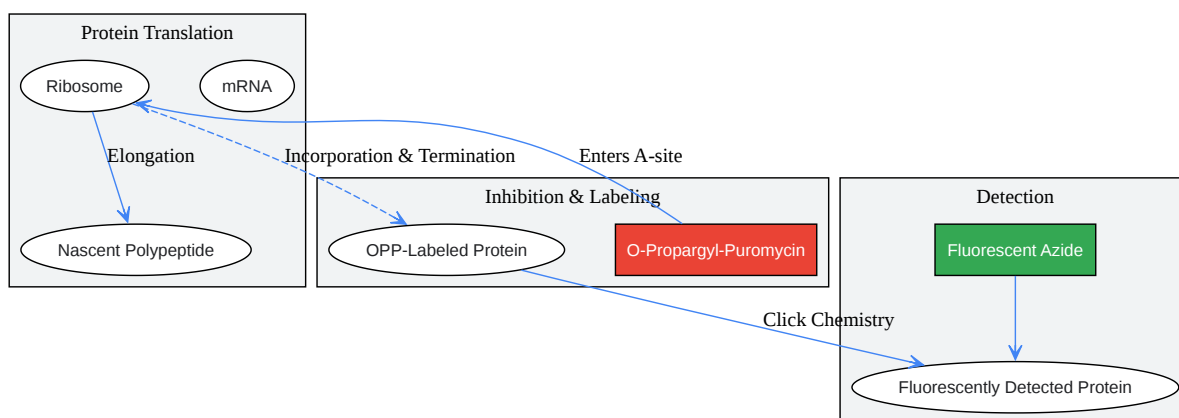 Protein Translation
Ribosome
mRNA
Elongation
Incorporation & Termination
Enters A-site
Inhibition & Labeling
Detection
Nascent Polypeptide
OPP-Labeled Protein
O-Propargyl-Puromycin
Fluorescent Azide
Click Chemistry
Fluorescently Detected Protein